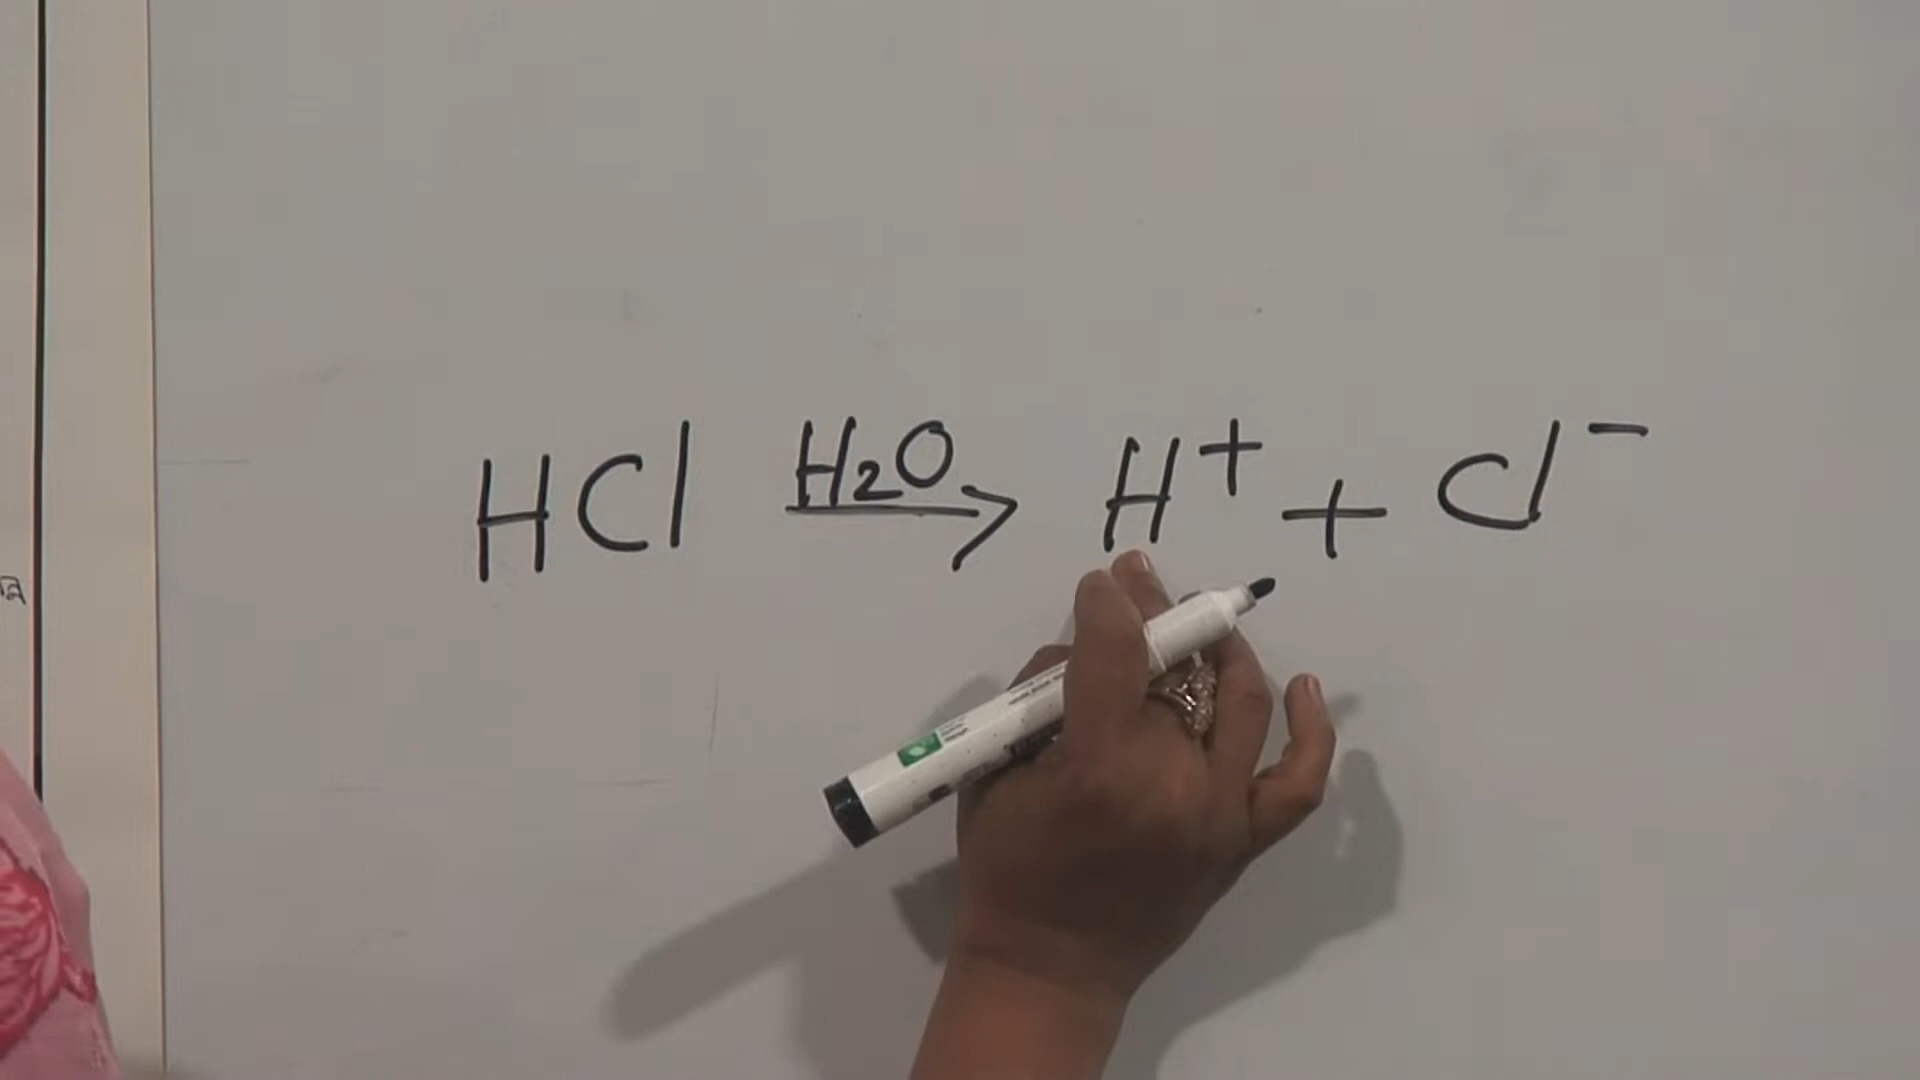 HCl H2O→ H⁺ + Cl⁻